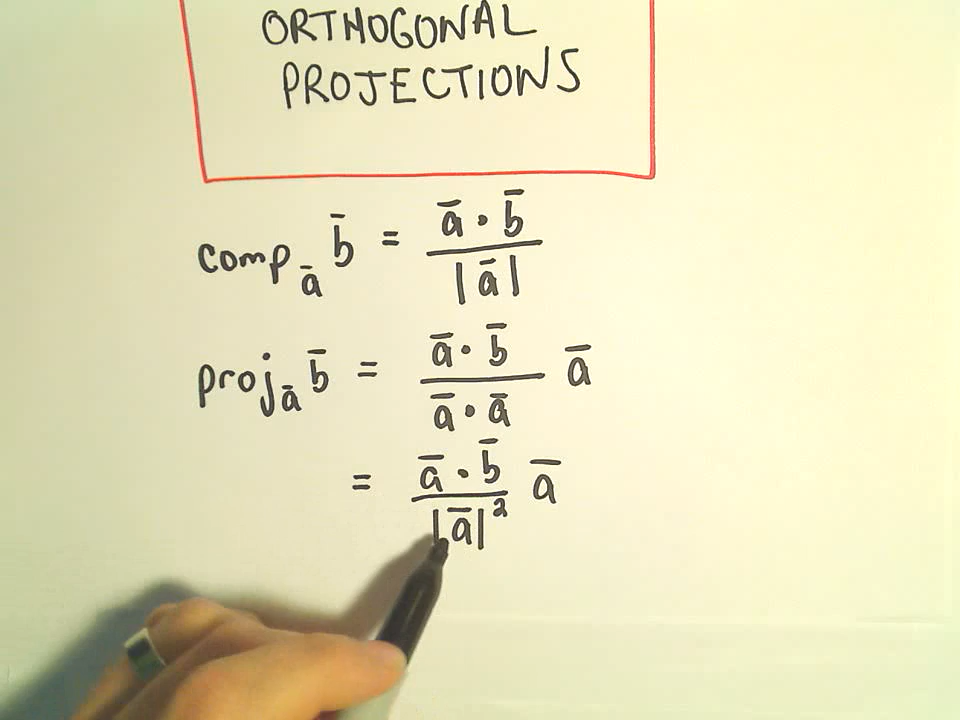 ORTHOGONAL
PROJECTIONS
comp_ā b̄ = (ā · b̄) / |ā|
proj_ā b̄ = (ā · b̄) / (ā · ā) ā
= (ā · b̄) / |ā|² ā